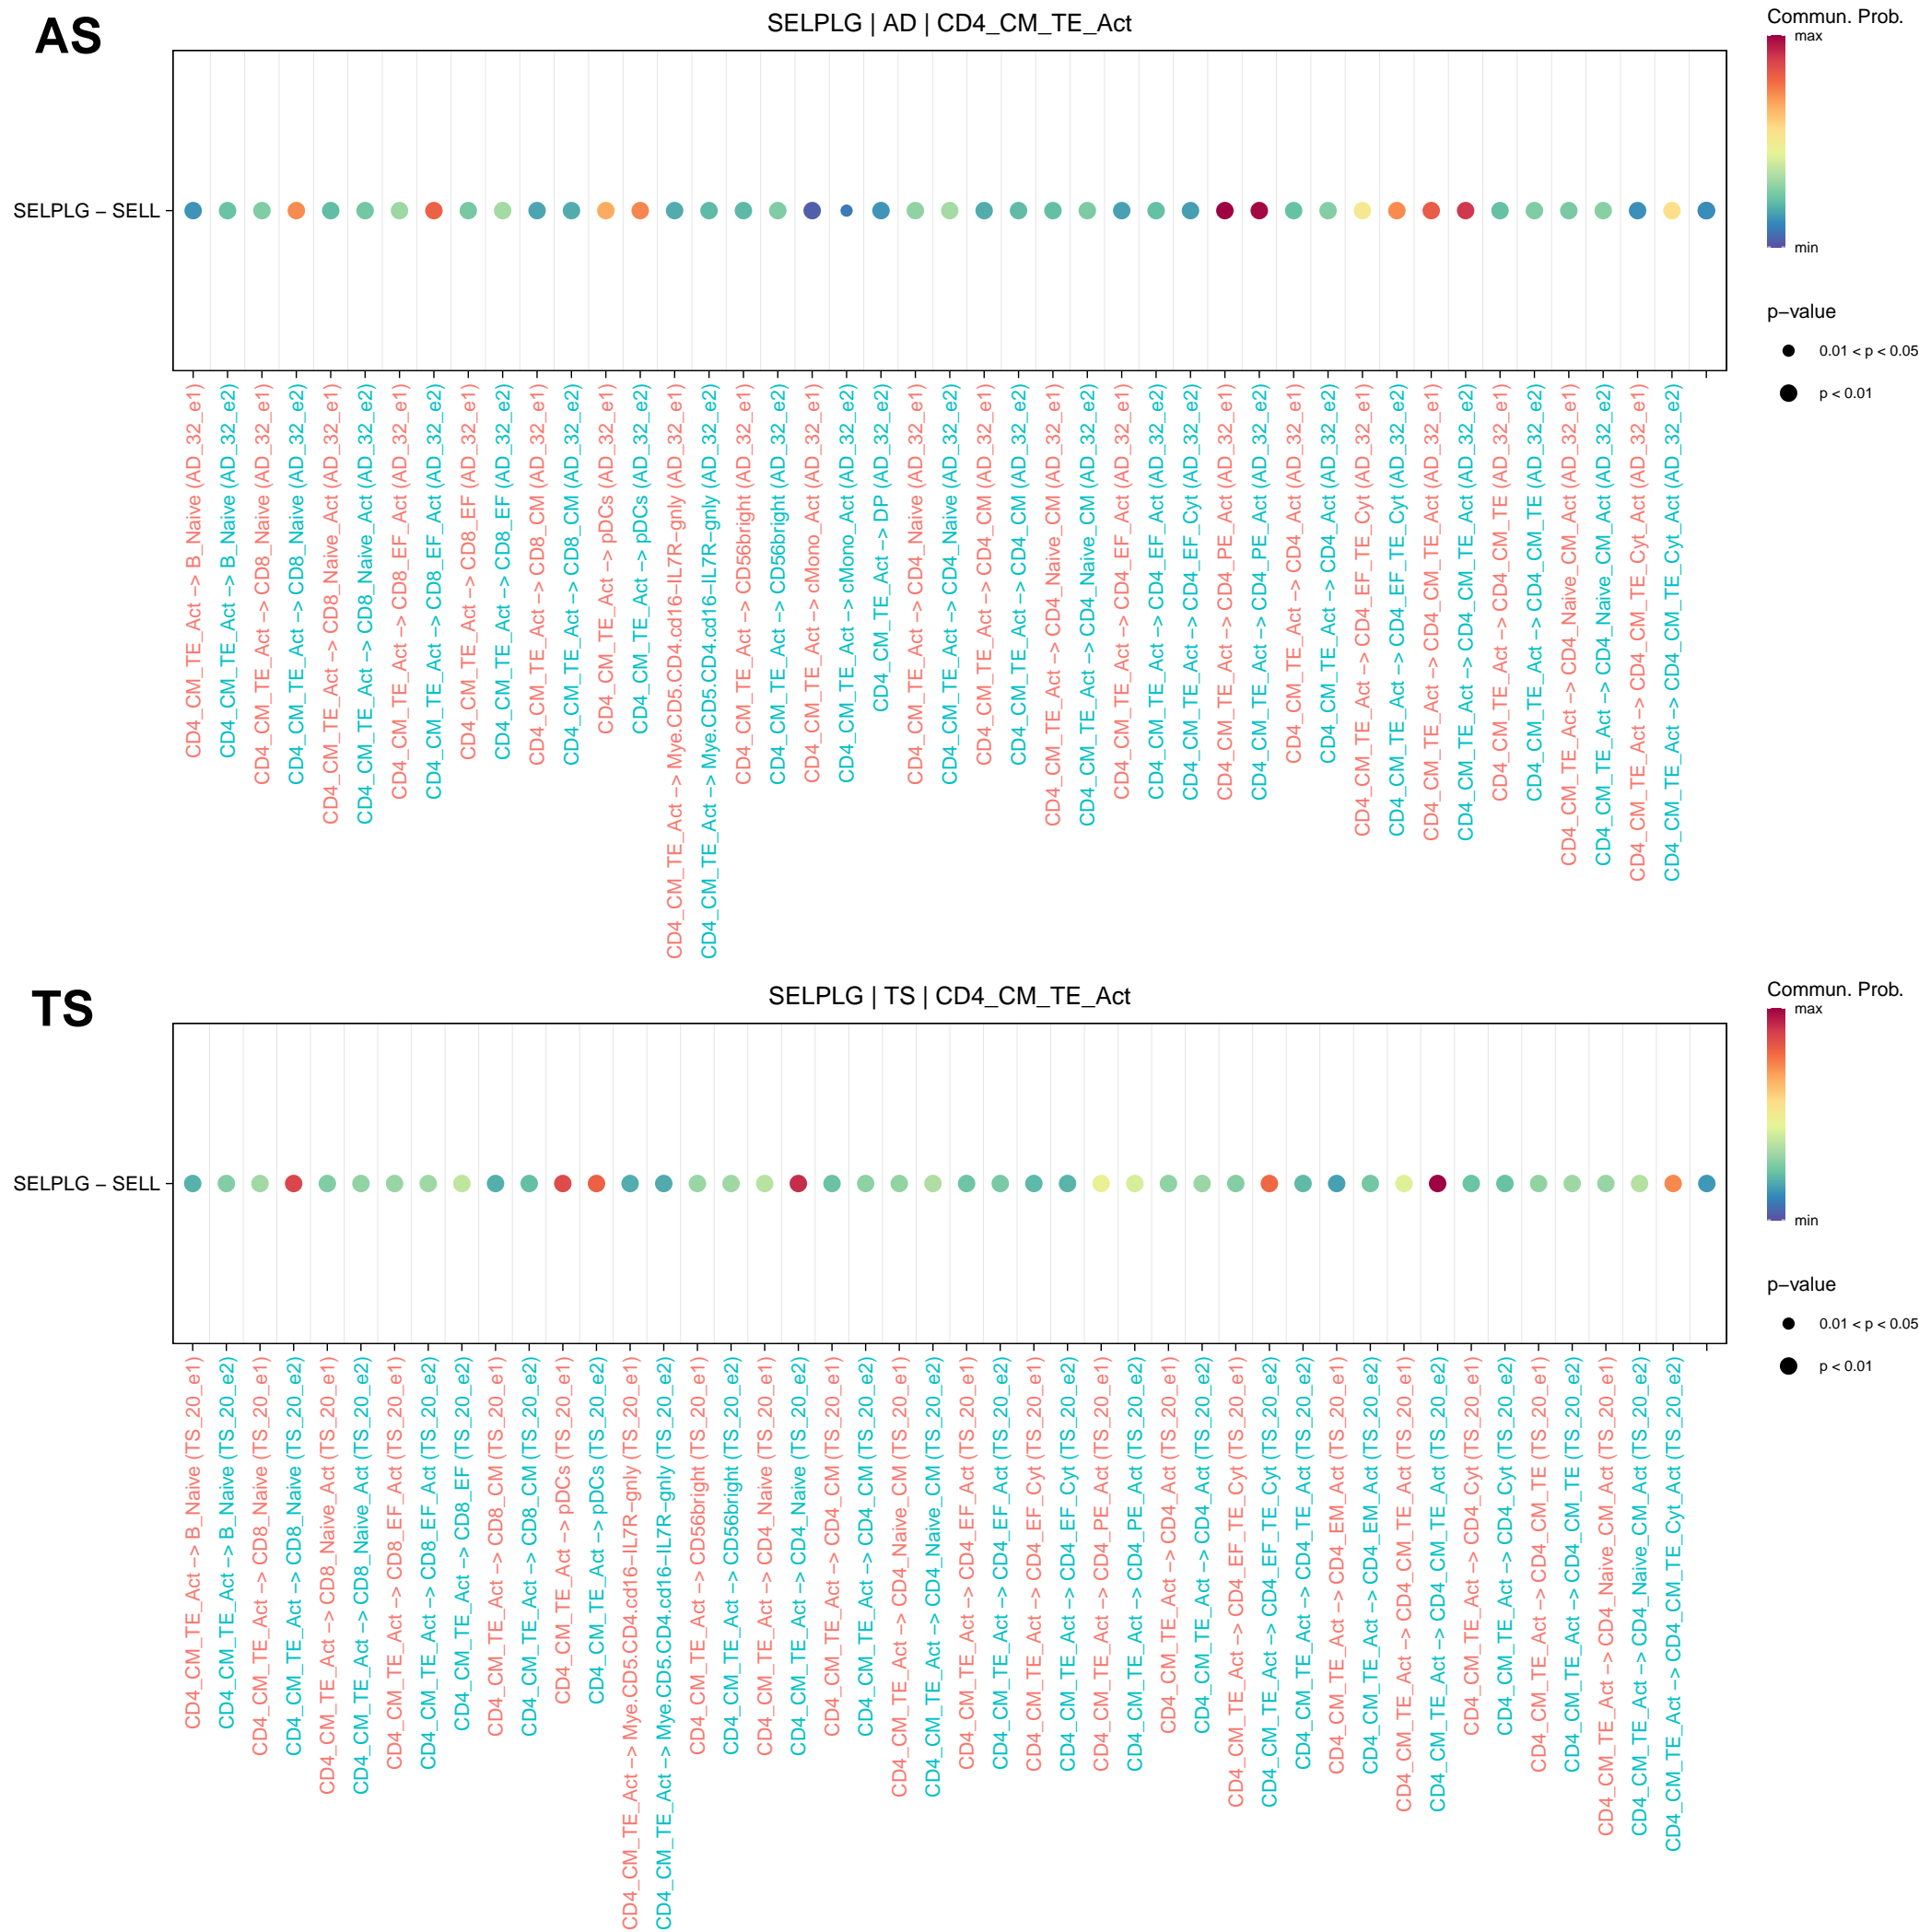 AS
SELPLG | AD | CD4_CM_TE_Act
Commun. Prob.
max
min
p−value
0.01 < p < 0.05
p < 0.01
SELPLG − SELL
CD4_CM_TE_Act −> B_Naive (AD_32_e1)
CD4_CM_TE_Act −> B_Naive (AD_32_e2)
CD4_CM_TE_Act −> CD8_Naive (AD_32_e1)
CD4_CM_TE_Act −> CD8_Naive (AD_32_e2)
CD4_CM_TE_Act −> CD8_Naive_Act (AD_32_e1)
CD4_CM_TE_Act −> CD8_Naive_Act (AD_32_e2)
CD4_CM_TE_Act −> CD8_EF_Act (AD_32_e1)
CD4_CM_TE_Act −> CD8_EF_Act (AD_32_e2)
CD4_CM_TE_Act −> CD8_EF (AD_32_e1)
CD4_CM_TE_Act −> CD8_EF (AD_32_e2)
CD4_CM_TE_Act −> CD8_CM (AD_32_e1)
CD4_CM_TE_Act −> CD8_CM (AD_32_e2)
CD4_CM_TE_Act −> pDCs (AD_32_e1)
CD4_CM_TE_Act −> pDCs (AD_32_e2)
CD4_CM_TE_Act −> Mye.CD5.CD4.cd16−IL7R−gnly (AD_32_e1)
CD4_CM_TE_Act −> Mye.CD5.CD4.cd16−IL7R−gnly (AD_32_e2)
CD4_CM_TE_Act −> CD56bright (AD_32_e1)
CD4_CM_TE_Act −> CD56bright (AD_32_e2)
CD4_CM_TE_Act −> cMono_Act (AD_32_e1)
CD4_CM_TE_Act −> cMono_Act (AD_32_e2)
CD4_CM_TE_Act −> DP (AD_32_e2)
CD4_CM_TE_Act −> CD4_Naive (AD_32_e1)
CD4_CM_TE_Act −> CD4_Naive (AD_32_e2)
CD4_CM_TE_Act −> CD4_CM (AD_32_e1)
CD4_CM_TE_Act −> CD4_CM (AD_32_e2)
CD4_CM_TE_Act −> CD4_Naive_CM (AD_32_e1)
CD4_CM_TE_Act −> CD4_Naive_CM (AD_32_e2)
CD4_CM_TE_Act −> CD4_EF_Act (AD_32_e1)
CD4_CM_TE_Act −> CD4_EF_Act (AD_32_e2)
CD4_CM_TE_Act −> CD4_EF_Cyt (AD_32_e2)
CD4_CM_TE_Act −> CD4_PE_Act (AD_32_e1)
CD4_CM_TE_Act −> CD4_PE_Act (AD_32_e2)
CD4_CM_TE_Act −> CD4_Act (AD_32_e1)
CD4_CM_TE_Act −> CD4_Act (AD_32_e2)
CD4_CM_TE_Act −> CD4_EF_TE_Cyt (AD_32_e1)
CD4_CM_TE_Act −> CD4_EF_TE_Cyt (AD_32_e2)
CD4_CM_TE_Act −> CD4_CM_TE_Act (AD_32_e1)
CD4_CM_TE_Act −> CD4_CM_TE_Act (AD_32_e2)
CD4_CM_TE_Act −> CD4_CM_TE (AD_32_e1)
CD4_CM_TE_Act −> CD4_CM_TE (AD_32_e2)
CD4_CM_TE_Act −> CD4_Naive_CM_Act (AD_32_e1)
CD4_CM_TE_Act −> CD4_Naive_CM_Act (AD_32_e2)
CD4_CM_TE_Act −> CD4_CM_TE_Cyt_Act (AD_32_e1)
CD4_CM_TE_Act −> CD4_CM_TE_Cyt_Act (AD_32_e2)
TS
SELPLG | TS | CD4_CM_TE_Act
Commun. Prob.
max
min
p−value
0.01 < p < 0.05
p < 0.01
SELPLG − SELL
CD4_CM_TE_Act −> B_Naive (TS_20_e1)
CD4_CM_TE_Act −> B_Naive (TS_20_e2)
CD4_CM_TE_Act −> CD8_Naive (TS_20_e1)
CD4_CM_TE_Act −> CD8_Naive (TS_20_e2)
CD4_CM_TE_Act −> CD8_Naive_Act (TS_20_e1)
CD4_CM_TE_Act −> CD8_Naive_Act (TS_20_e2)
CD4_CM_TE_Act −> CD8_EF_Act (TS_20_e1)
CD4_CM_TE_Act −> CD8_EF_Act (TS_20_e2)
CD4_CM_TE_Act −> CD8_EF (TS_20_e2)
CD4_CM_TE_Act −> CD8_CM (TS_20_e1)
CD4_CM_TE_Act −> CD8_CM (TS_20_e2)
CD4_CM_TE_Act −> pDCs (TS_20_e1)
CD4_CM_TE_Act −> pDCs (TS_20_e2)
CD4_CM_TE_Act −> Mye.CD5.CD4.cd16−IL7R−gnly (TS_20_e1)
CD4_CM_TE_Act −> Mye.CD5.CD4.cd16−IL7R−gnly (TS_20_e2)
CD4_CM_TE_Act −> CD56bright (TS_20_e1)
CD4_CM_TE_Act −> CD56bright (TS_20_e2)
CD4_CM_TE_Act −> CD4_Naive (TS_20_e1)
CD4_CM_TE_Act −> CD4_Naive (TS_20_e2)
CD4_CM_TE_Act −> CD4_CM (TS_20_e1)
CD4_CM_TE_Act −> CD4_CM (TS_20_e2)
CD4_CM_TE_Act −> CD4_Naive_CM (TS_20_e1)
CD4_CM_TE_Act −> CD4_Naive_CM (TS_20_e2)
CD4_CM_TE_Act −> CD4_EF_Act (TS_20_e1)
CD4_CM_TE_Act −> CD4_EF_Act (TS_20_e2)
CD4_CM_TE_Act −> CD4_EF_Cyt (TS_20_e1)
CD4_CM_TE_Act −> CD4_EF_Cyt (TS_20_e2)
CD4_CM_TE_Act −> CD4_PE_Act (TS_20_e1)
CD4_CM_TE_Act −> CD4_PE_Act (TS_20_e2)
CD4_CM_TE_Act −> CD4_Act (TS_20_e1)
CD4_CM_TE_Act −> CD4_Act (TS_20_e2)
CD4_CM_TE_Act −> CD4_EF_TE_Cyt (TS_20_e1)
CD4_CM_TE_Act −> CD4_EF_TE_Cyt (TS_20_e2)
CD4_CM_TE_Act −> CD4_TE_Act (TS_20_e2)
CD4_CM_TE_Act −> CD4_EM_Act (TS_20_e1)
CD4_CM_TE_Act −> CD4_EM_Act (TS_20_e2)
CD4_CM_TE_Act −> CD4_CM_TE_Act (TS_20_e1)
CD4_CM_TE_Act −> CD4_CM_TE_Act (TS_20_e2)
CD4_CM_TE_Act −> CD4_Cyt (TS_20_e1)
CD4_CM_TE_Act −> CD4_Cyt (TS_20_e2)
CD4_CM_TE_Act −> CD4_CM_TE (TS_20_e1)
CD4_CM_TE_Act −> CD4_CM_TE (TS_20_e2)
CD4_CM_TE_Act −> CD4_Naive_CM_Act (TS_20_e1)
CD4_CM_TE_Act −> CD4_Naive_CM_Act (TS_20_e2)
CD4_CM_TE_Act −> CD4_CM_TE_Cyt_Act (TS_20_e2)